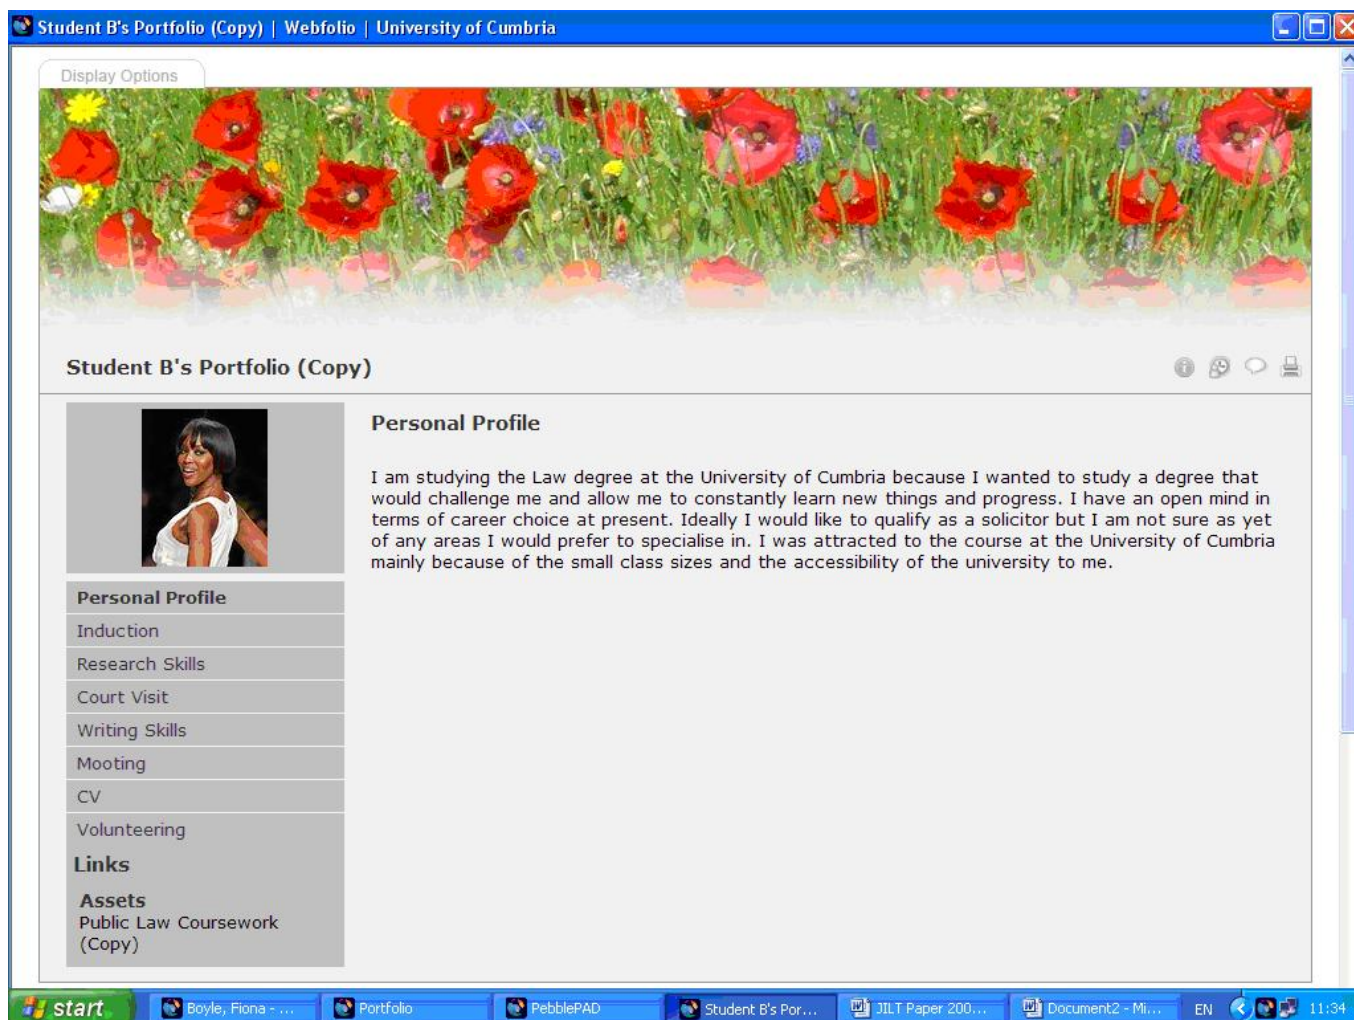 Student B's Portfolio (Copy) | Webfolio | University of Cumbria
Display Options
Student B's Portfolio (Copy)
Personal Profile
I am studying the Law degree at the University of Cumbria because I wanted to study a degree that
would challenge me and allow me to constantly learn new things and progress. I have an open mind in
terms of career choice at present. Ideally I would like to qualify as a solicitor but I am not sure as yet
of any areas I would prefer to specialise in. I was attracted to the course at the University of Cumbria
mainly because of the small class sizes and the accessibility of the university to me.
Personal Profile
Induction
Research Skills
Court Visit
Writing Skills
Mooting
CV
Volunteering
Links
Assets
Public Law Coursework
(Copy)
start
Boyle, Fiona - ...
Portfolio
PebblePAD
Student B's Por...
JILT Paper 200...
Document2 - Mi...
EN
11:34